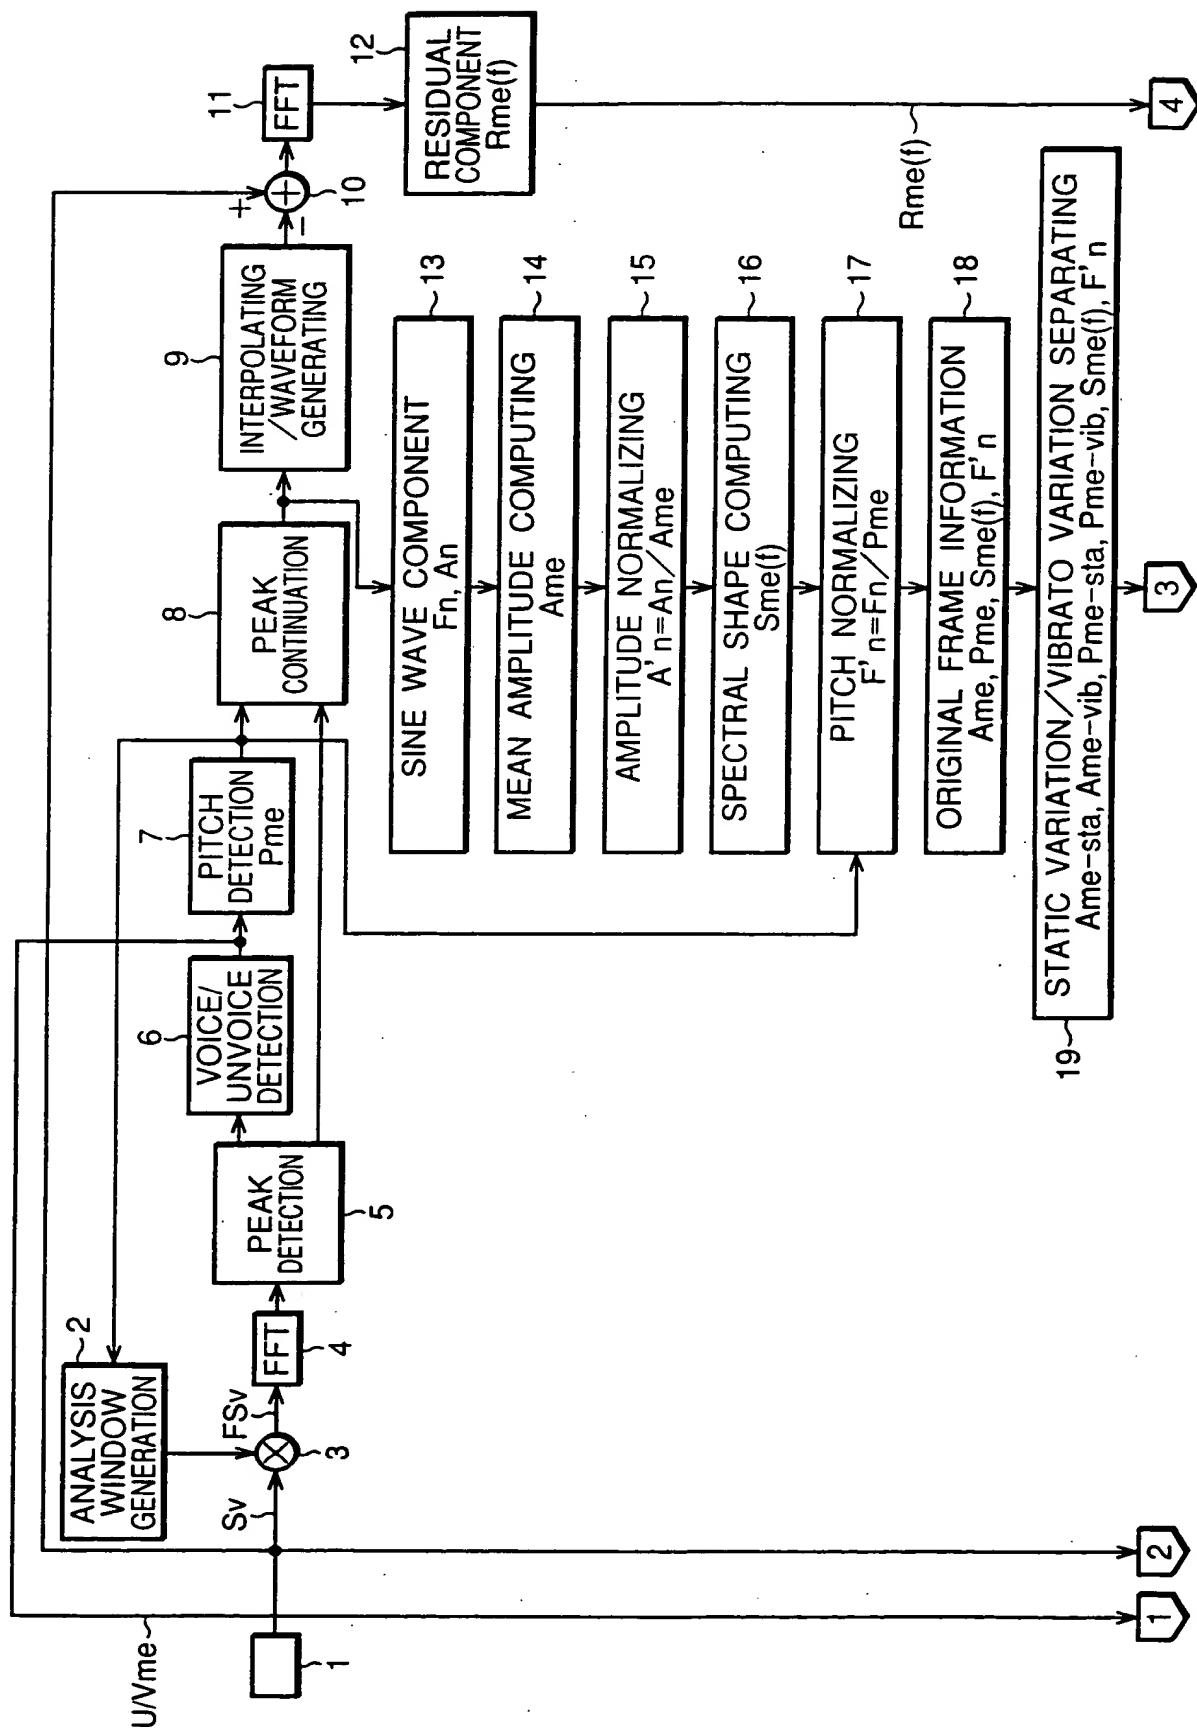 U/Vme
1
2
ANALYSIS
WINDOW
GENERATION
Sv
3
FSv
FFT
4
PEAK
DETECTION
5
6
VOICE/
UNVOICE
DETECTION
7
PITCH
DETECTION
Pme
8
PEAK
CONTINUATION
9
INTERPOLATING
/WAVEFORM
GENERATING
+
−
+
10
11
FFT
12
RESIDUAL
COMPONENT
Rme(f)
Rme(f)
SINE WAVE COMPONENT
Fn, An
13
MEAN AMPLITUDE COMPUTING
Ame
14
AMPLITUDE NORMALIZING
A'n=An/Ame
15
SPECTRAL SHAPE COMPUTING
Sme(f)
16
PITCH NORMALIZING
F'n=Fn/Pme
17
ORIGINAL FRAME INFORMATION
Ame, Pme, Sme(f), F'n
18
STATIC VARIATION/VIBRATO VARIATION SEPARATING
Ame-sta, Ame-vib, Pme-sta, Pme-vib, Sme(f), F'n
19
1
2
3
4